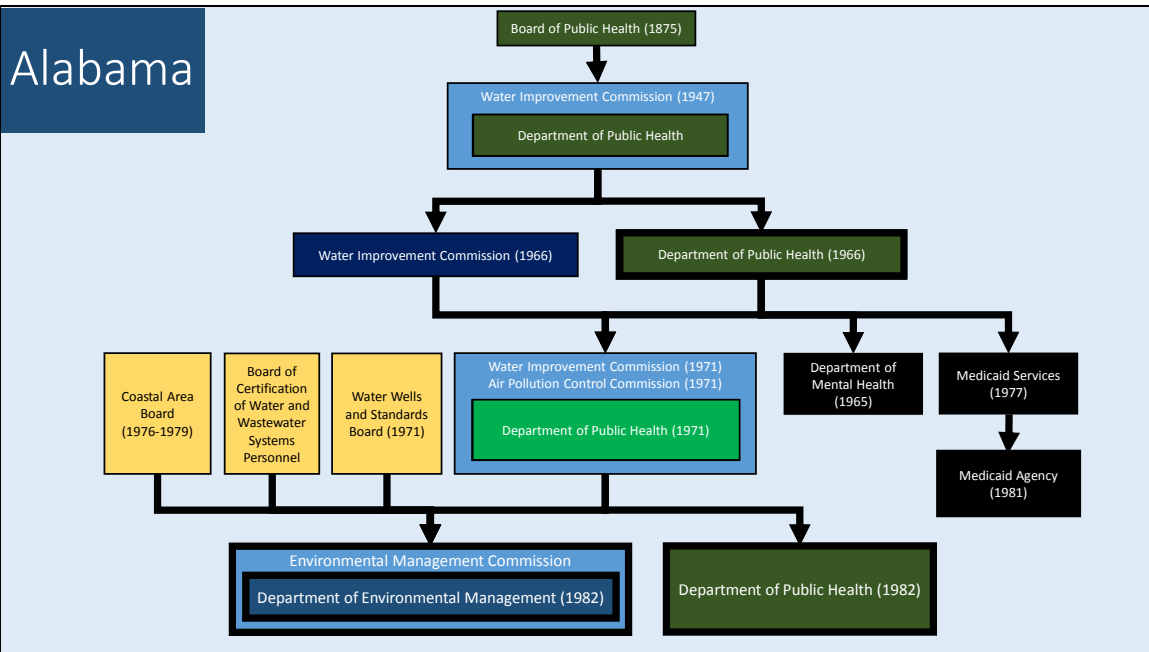 Alabama
Board of Public Health (1875)
Water Improvement Commission (1947)
Department of Public Health
Water Improvement Commission (1966)
Department of Public Health (1966)
Coastal Area
Board
(1976-1979)
Board of
Certification
of Water and
Wastewater
Systems
Personnel
Water Wells
and Standards
Board (1971)
Water Improvement Commission (1971)
Air Pollution Control Commission (1971)
Department of Public Health (1971)
Department of
Mental Health
(1965)
Medicaid Services
(1977)
Medicaid Agency
(1981)
Environmental Management Commission
Department of Environmental Management (1982)
Department of Public Health (1982)